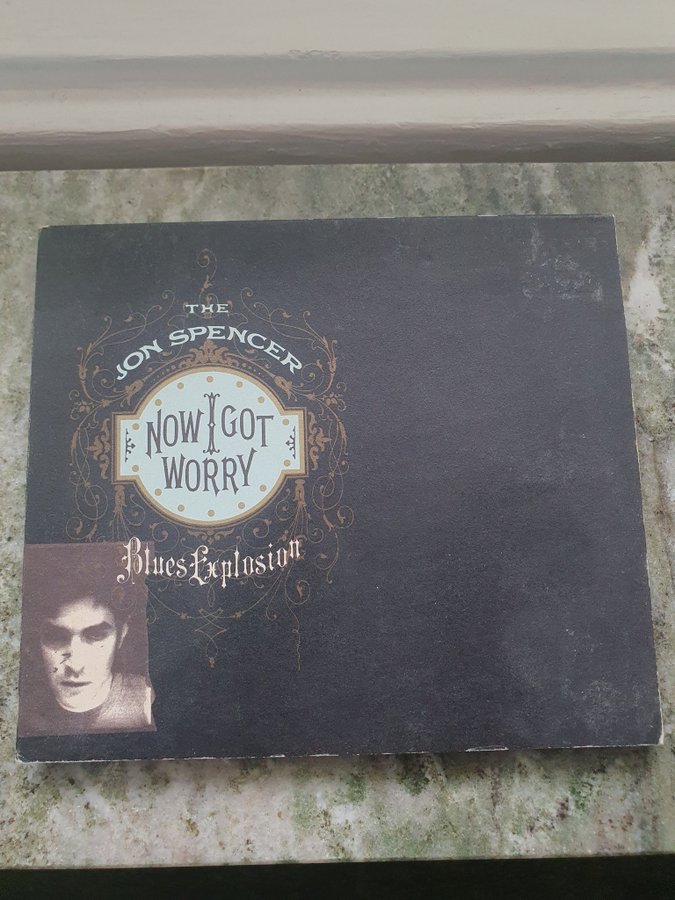 THE
JON SPENCER
NOW I GOT
WORRY
Blues Explosion